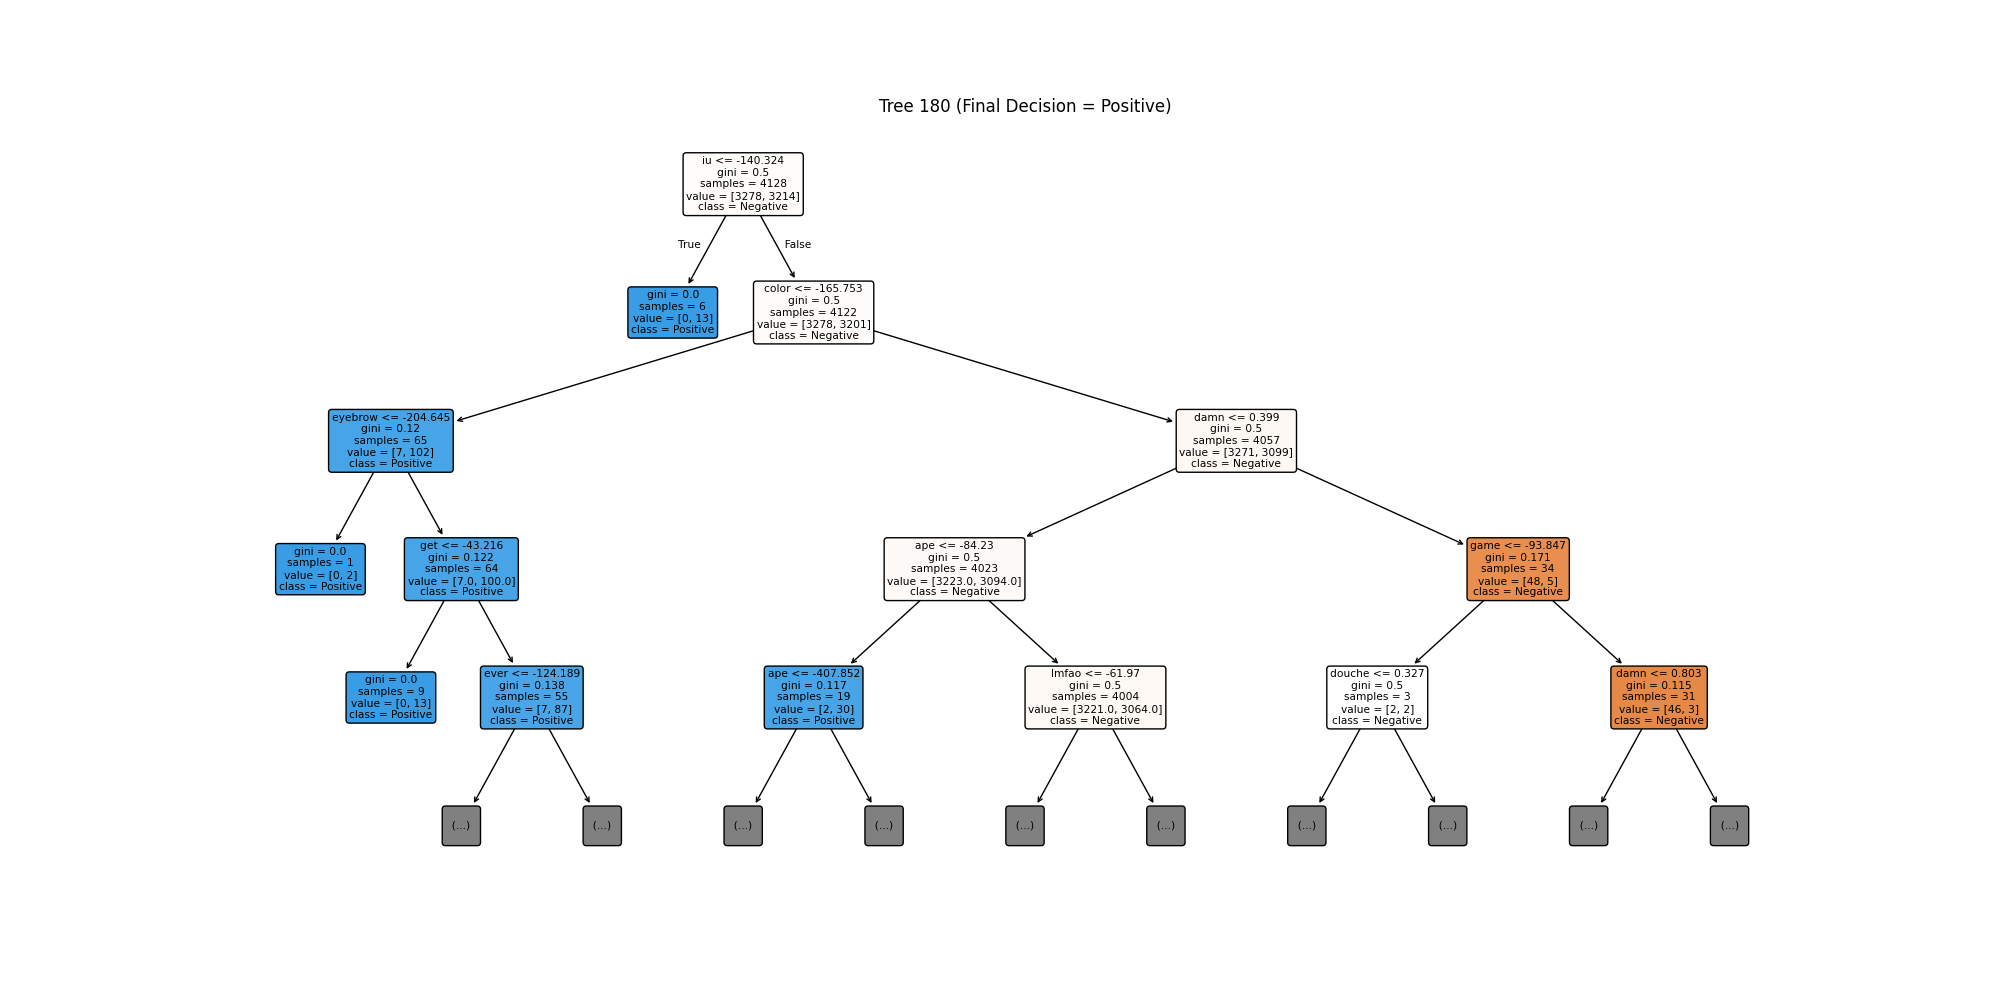 Tree 180 (Final Decision = Positive)
iu <= -140.324
gini = 0.5
samples = 4128
value = [3278, 3214]
class = Negative
True
False
gini = 0.0
samples = 6
value = [0, 13]
class = Positive
color <= -165.753
gini = 0.5
samples = 4122
value = [3278, 3201]
class = Negative
eyebrow <= -204.645
gini = 0.12
samples = 65
value = [7, 102]
class = Positive
damn <= 0.399
gini = 0.5
samples = 4057
value = [3271, 3099]
class = Negative
gini = 0.0
samples = 1
value = [0, 2]
class = Positive
get <= -43.216
gini = 0.122
samples = 64
value = [7.0, 100.0]
class = Positive
ape <= -84.23
gini = 0.5
samples = 4023
value = [3223.0, 3094.0]
class = Negative
game <= -93.847
gini = 0.171
samples = 34
value = [48, 5]
class = Negative
gini = 0.0
samples = 9
value = [0, 13]
class = Positive
ever <= -124.189
gini = 0.138
samples = 55
value = [7, 87]
class = Positive
ape <= -407.852
gini = 0.117
samples = 19
value = [2, 30]
class = Positive
lmfao <= -61.97
gini = 0.5
samples = 4004
value = [3221.0, 3064.0]
class = Negative
douche <= 0.327
gini = 0.5
samples = 3
value = [2, 2]
class = Negative
damn <= 0.803
gini = 0.115
samples = 31
value = [46, 3]
class = Negative
(...)
(...)
(...)
(...)
(...)
(...)
(...)
(...)
(...)
(...)